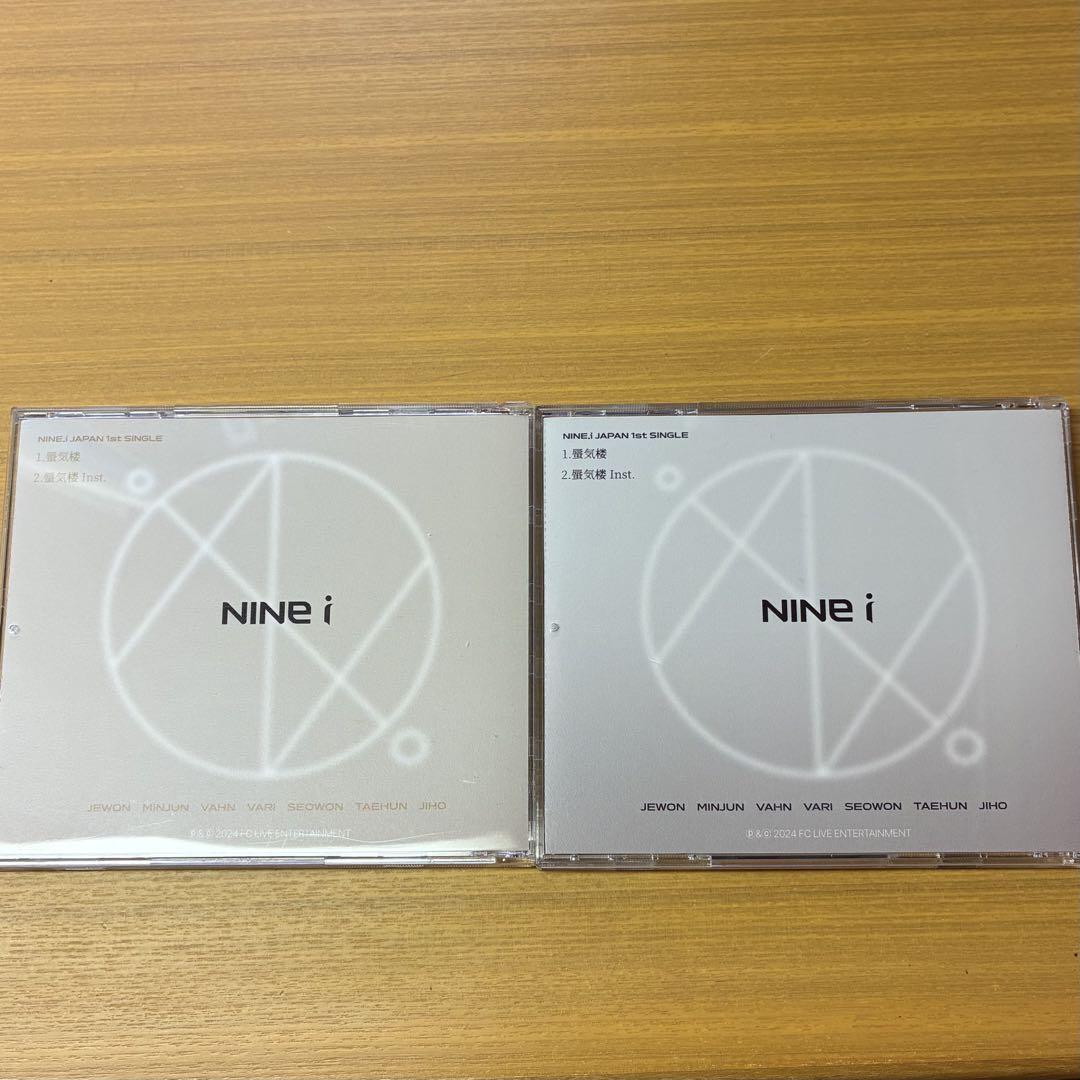 NINE,i JAPAN 1st SINGLE
1.蜃気楼
2.蜃気楼 Inst.
NINe i
JEWON MINJUN VAHN VARI SEOWON TAEHUN JIHO
℗ & © 2024 FC LIVE ENTERTAINMENT
NINE,i JAPAN 1st SINGLE
1.蜃気楼
2.蜃気楼 Inst.
NINe i
JEWON MINJUN VAHN VARI SEOWON TAEHUN JIHO
℗ & © 2024 FC LIVE ENTERTAINMENT